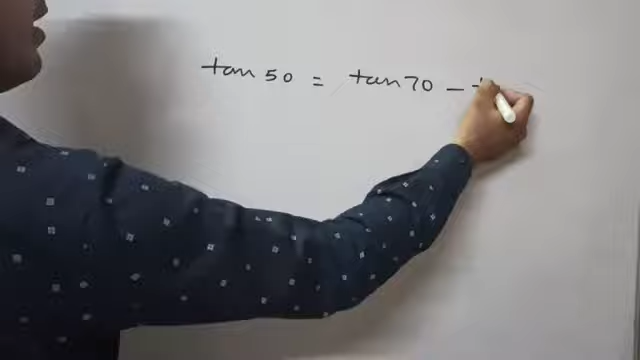 tan 50 = tan 70 - t